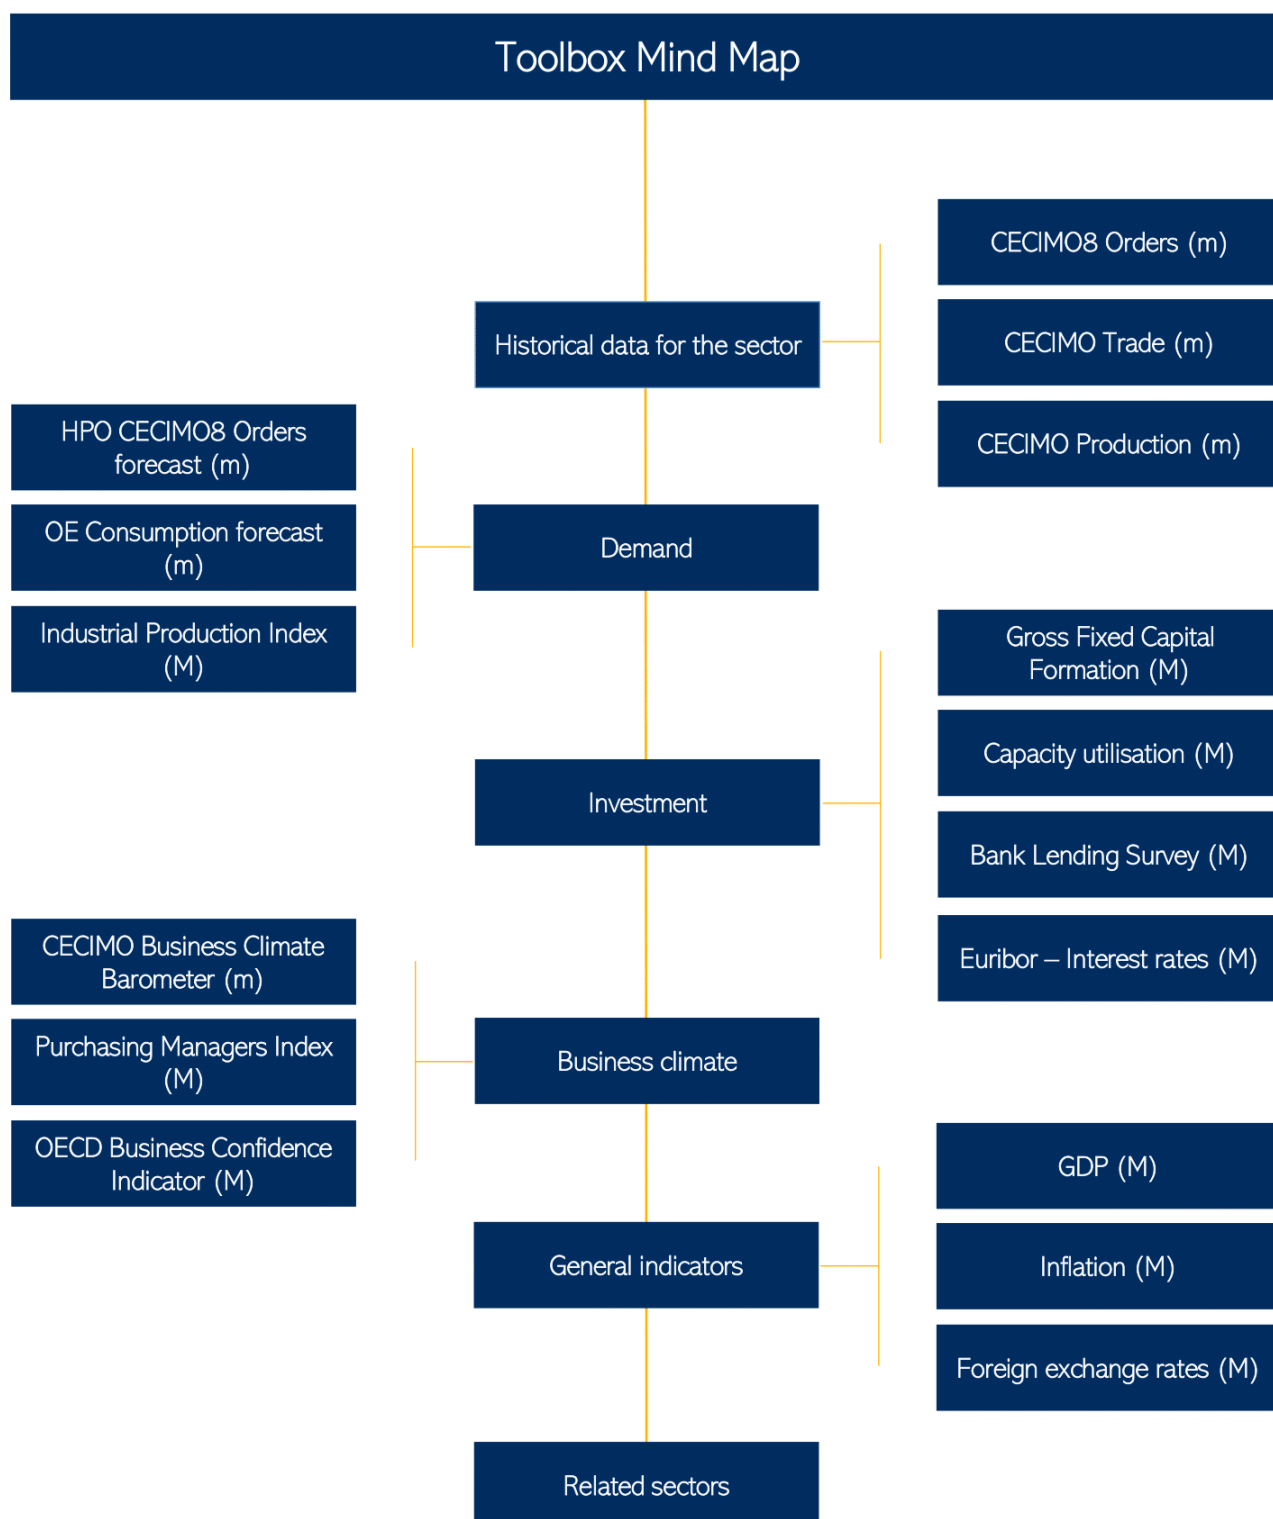 Toolbox Mind Map
CECIMO8 Orders (m)
Historical data for the sector
CECIMO Trade (m)
CECIMO Production (m)
HPO CECIMO8 Orders
forecast (m)
OE Consumption forecast
(m)
Industrial Production Index
(M)
Demand
Gross Fixed Capital
Formation (M)
Capacity utilisation (M)
Bank Lending Survey (M)
Euribor – Interest rates (M)
Investment
CECIMO Business Climate
Barometer (m)
Purchasing Managers Index
(M)
OECD Business Confidence
Indicator (M)
Business climate
GDP (M)
Inflation (M)
Foreign exchange rates (M)
General indicators
Related sectors